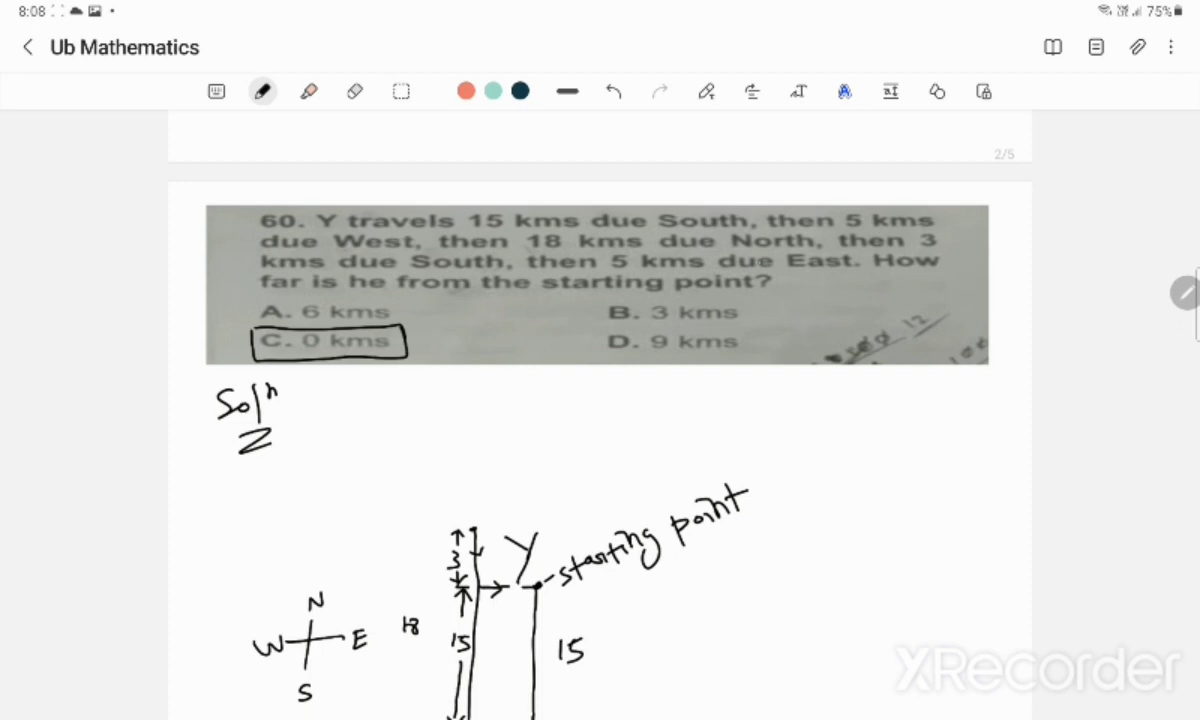 8:08 75%
Ub Mathematics
2/5
60. Y travels 15 kms due South, then 5 kms
due West, then 18 kms due North, then 3
kms due South, then 5 kms due East. How
far is he from the starting point?
A. 6 kms B. 3 kms
C. 0 kms D. 9 kms
12
100
Soln
3
Y
starting point
N
W E
S
18
15
15
XRecorder